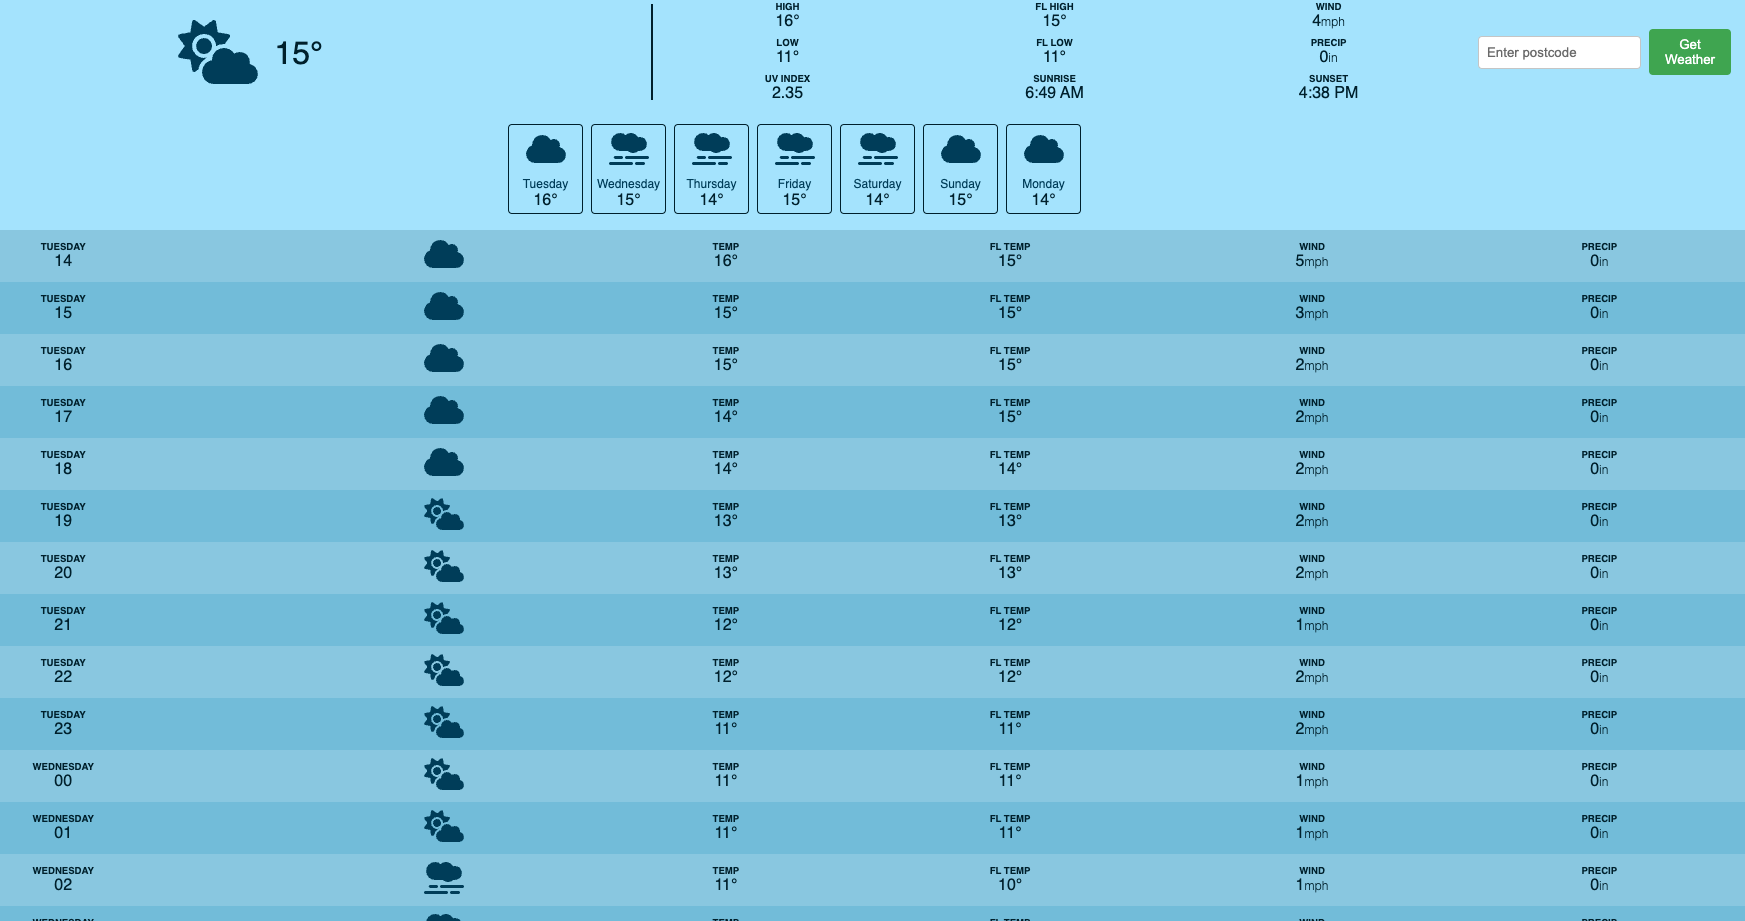 15°
HIGH
16°
FL HIGH
15°
WIND
4mph
LOW
11°
FL LOW
11°
PRECIP
0in
UV INDEX
2.35
SUNRISE
6:49 AM
SUNSET
4:38 PM
Enter postcode
Get
Weather
Tuesday
16°
Wednesday
15°
Thursday
14°
Friday
15°
Saturday
14°
Sunday
15°
Monday
14°
TUESDAY TEMP FL TEMP WIND PRECIP
14 16° 15° 5mph 0in
TUESDAY TEMP FL TEMP WIND PRECIP
15 15° 15° 3mph 0in
TUESDAY TEMP FL TEMP WIND PRECIP
16 15° 15° 2mph 0in
TUESDAY TEMP FL TEMP WIND PRECIP
17 14° 15° 2mph 0in
TUESDAY TEMP FL TEMP WIND PRECIP
18 14° 14° 2mph 0in
TUESDAY TEMP FL TEMP WIND PRECIP
19 13° 13° 2mph 0in
TUESDAY TEMP FL TEMP WIND PRECIP
20 13° 13° 2mph 0in
TUESDAY TEMP FL TEMP WIND PRECIP
21 12° 12° 1mph 0in
TUESDAY TEMP FL TEMP WIND PRECIP
22 12° 12° 2mph 0in
TUESDAY TEMP FL TEMP WIND PRECIP
23 11° 11° 2mph 0in
WEDNESDAY TEMP FL TEMP WIND PRECIP
00 11° 11° 1mph 0in
WEDNESDAY TEMP FL TEMP WIND PRECIP
01 11° 11° 1mph 0in
WEDNESDAY TEMP FL TEMP WIND PRECIP
02 11° 10° 1mph 0in